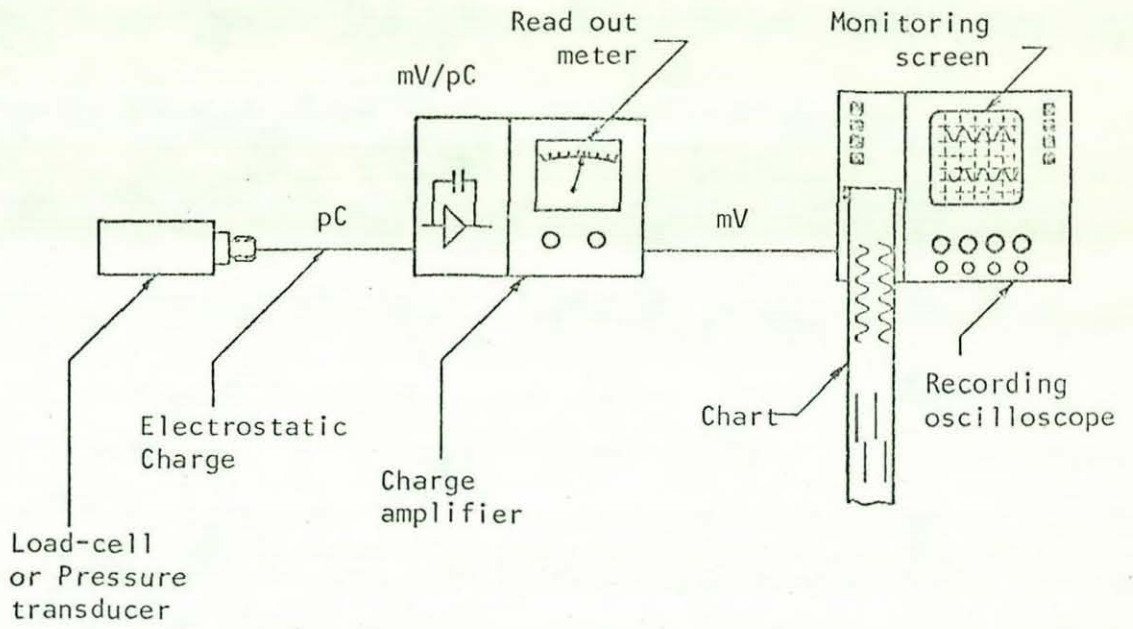 Read out
meter
Monitoring
screen
mV/pC
pC
mV
Electrostatic
Charge
Charge
amplifier
Chart
Recording
oscilloscope
Load-cell
or Pressure
transducer